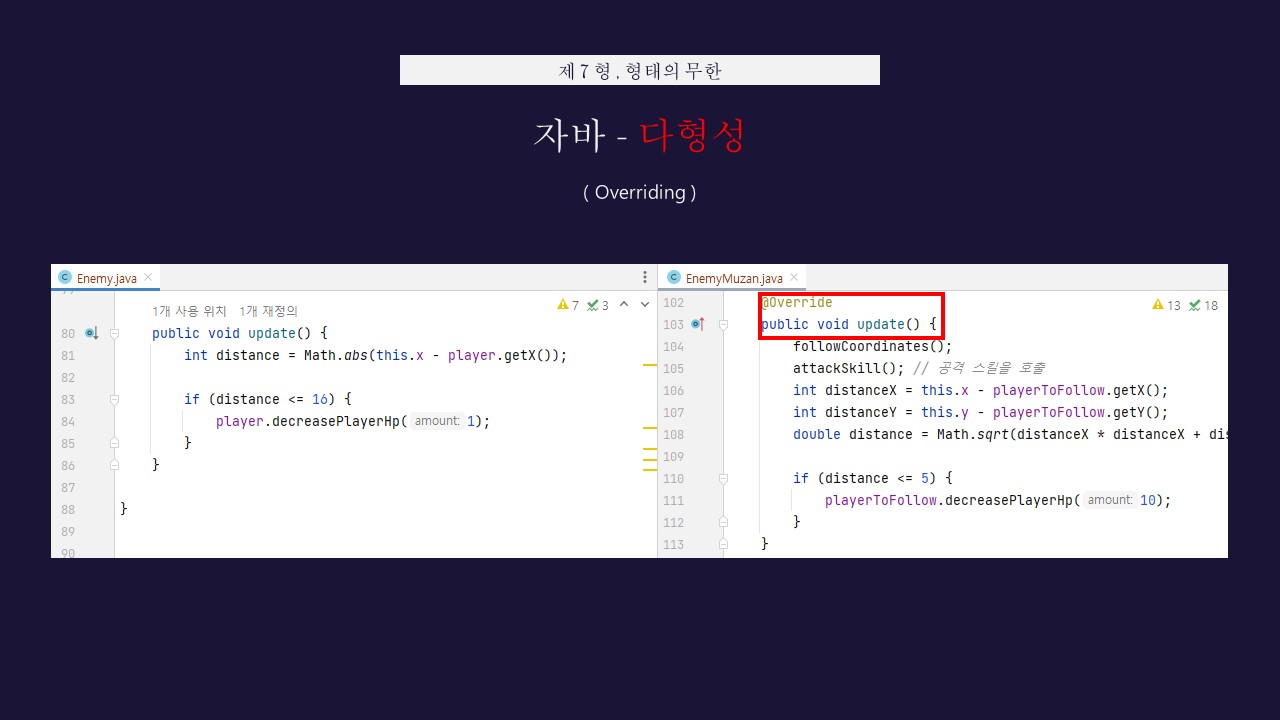 제 7 형 , 형태의 무한
자바 - 다형성
( Overriding )
Enemy.java
7 3
1개 사용 위치 1개 재정의
80 public void update() {
81 int distance = Math.abs(this.x - player.getX());
82
83 if (distance <= 16) {
84 player.decreasePlayerHp( amount: 1);
85 }
86 }
87
88 }
89
90
EnemyMuzan.java
13 18
102 @Override
103 public void update() {
104 followCoordinates();
105 attackSkill(); // 공격 스킬을 호출
106 int distanceX = this.x - playerToFollow.getX();
107 int distanceY = this.y - playerToFollow.getY();
108 double distance = Math.sqrt(distanceX * distanceX + dis
109
110 if (distance <= 5) {
111 playerToFollow.decreasePlayerHp( amount: 10);
112 }
113 }